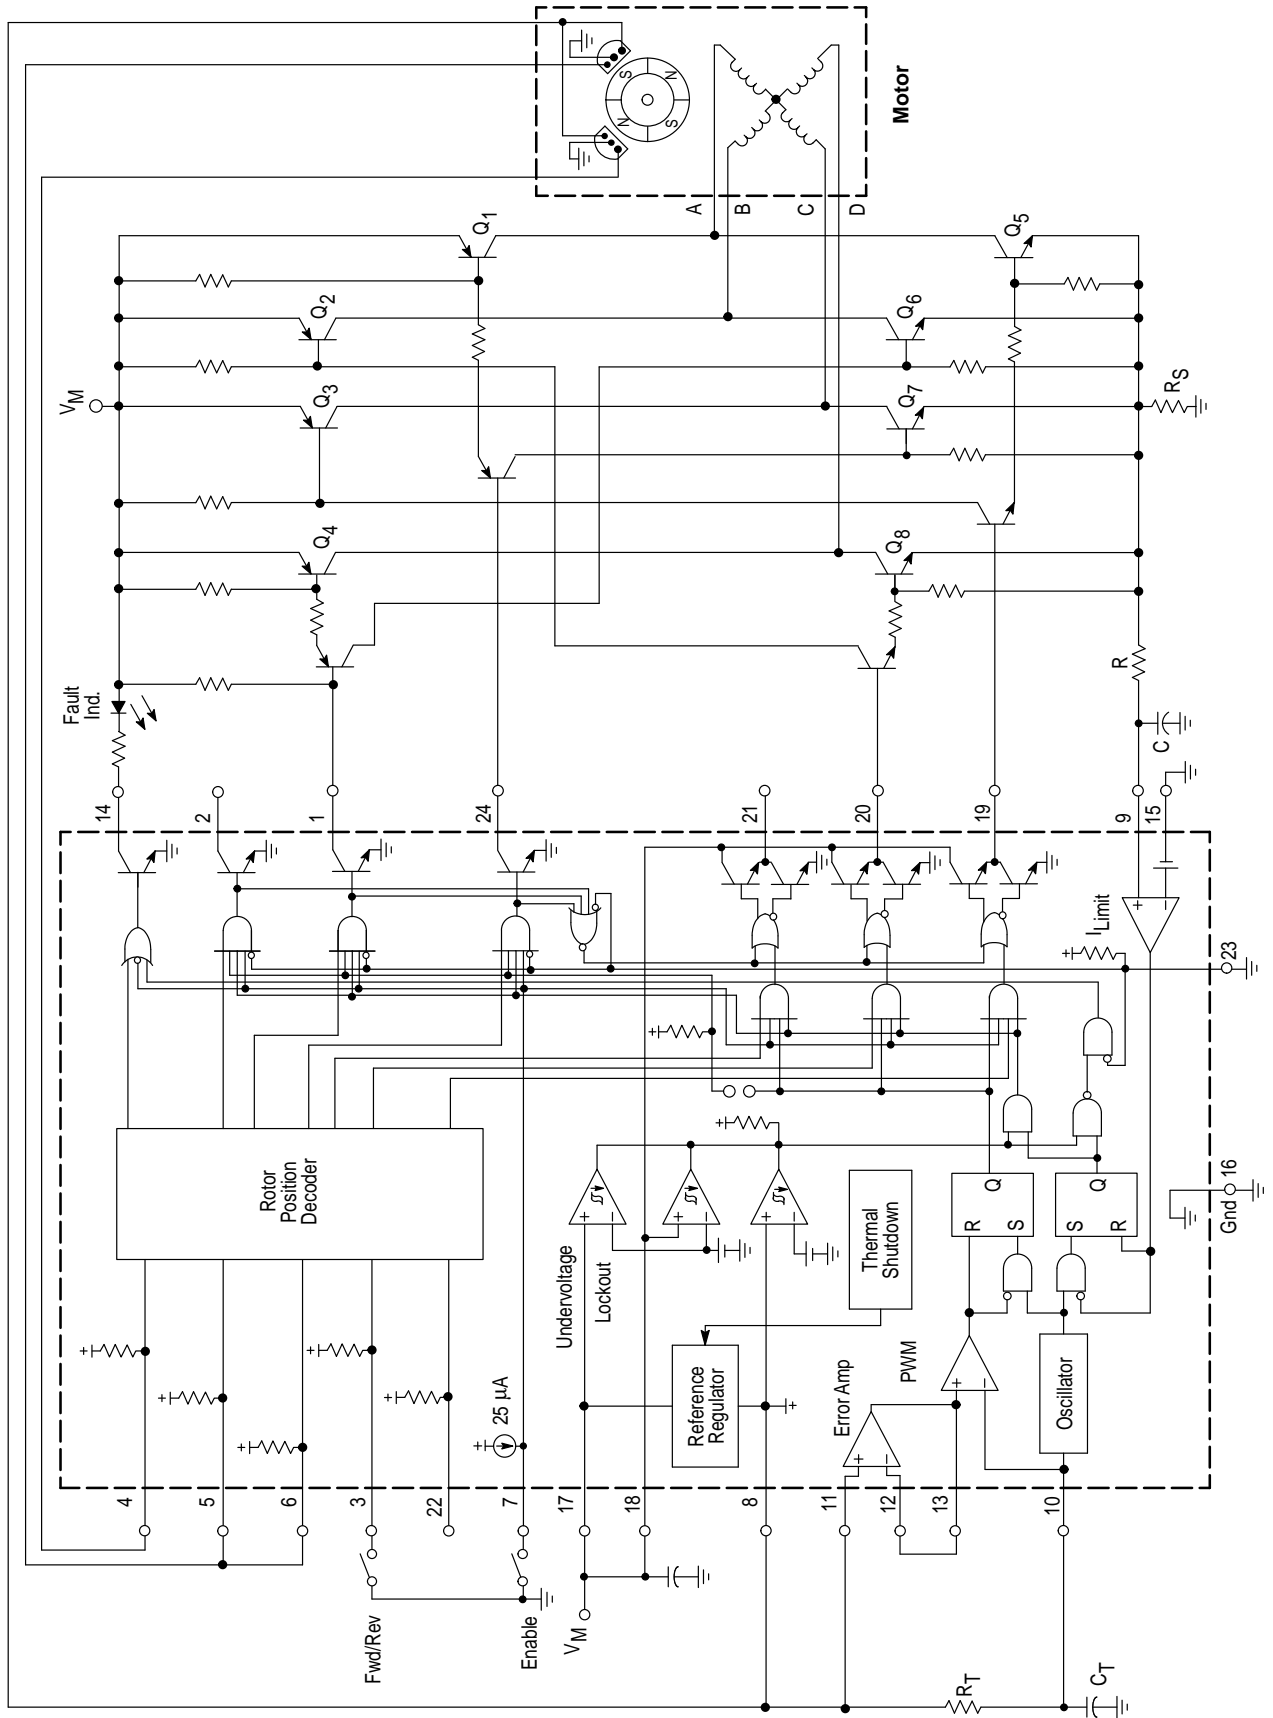 Motor
N
S
N
S
A
B
C
D
Q1
Q2
Q3
Q4
Q5
Q6
Q7
Q8
VM
RS
R
C
Fault
Ind.
14
2
1
24
21
20
19
9
15
ILimit
23
16
Gnd
Rotor
Position
Decoder
Undervoltage
Lockout
Thermal
Shutdown
Reference
Regulator
Error Amp
PWM
Oscillator
R
S
Q
S
R
Q
25 µA
4
5
6
3
22
7
17
18
8
11
12
13
10
Fwd/Rev
Enable
VM
RT
CT